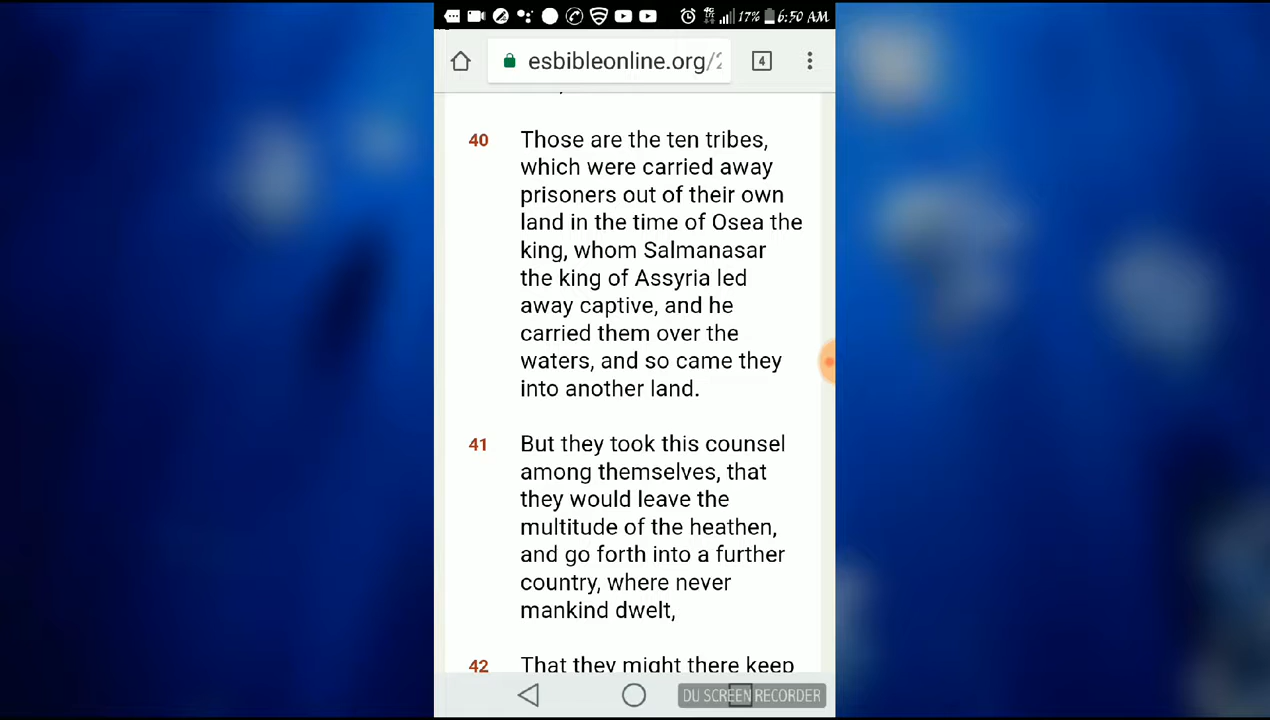 17% 6:50 AM
esbibleonline.org/2
4
40 Those are the ten tribes,
which were carried away
prisoners out of their own
land in the time of Osea the
king, whom Salmanasar
the king of Assyria led
away captive, and he
carried them over the
waters, and so came they
into another land.
41 But they took this counsel
among themselves, that
they would leave the
multitude of the heathen,
and go forth into a further
country, where never
mankind dwelt,
42 That they might there keep
DU SCREEN RECORDER